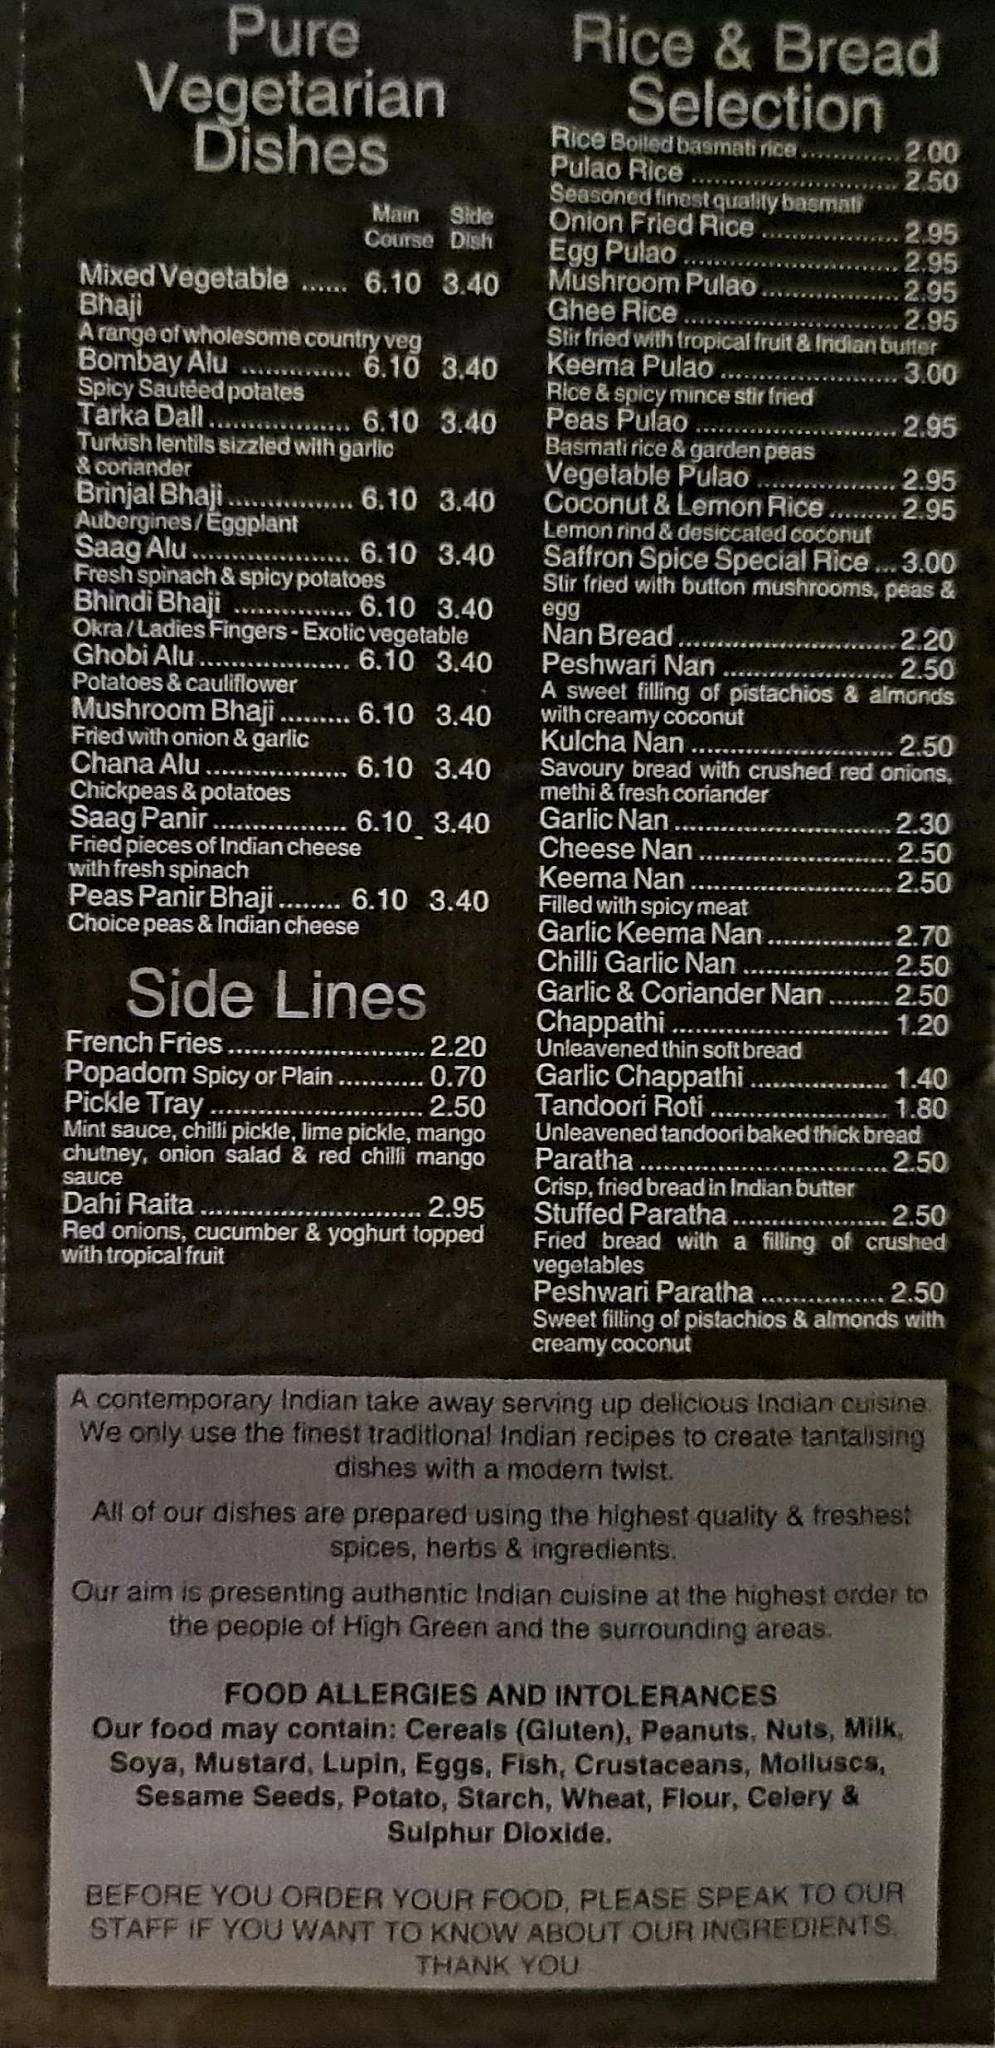 Pure
Vegetarian
Dishes
Main Side
Course Dish
Mixed Vegetable ...... 6.10 3.40
Bhaji
A range of wholesome country veg
Bombay Alu .............. 6.10 3.40
Spicy Sautéed potates
Tarka Dall................... 6.10 3.40
Turkish lentils sizzled with garlic
& coriander
Brinjal Bhaji................ 6.10 3.40
Aubergines / Eggplant
Saag Alu..................... 6.10 3.40
Fresh spinach & spicy potatoes
Bhindi Bhaji ............... 6.10 3.40
Okra / Ladies Fingers - Exotic vegetable
Ghobi Alu................... 6.10 3.40
Potatoes & cauliflower
Mushroom Bhaji......... 6.10 3.40
Fried with onion & garlic
Chana Alu.................. 6.10 3.40
Chickpeas & potatoes
Saag Panir................. 6.10 3.40
Fried pieces of Indian cheese
with fresh spinach
Peas Panir Bhaji........ 6.10 3.40
Choice peas & Indian cheese
Side Lines
French Fries......................... 2.20
Popadom Spicy or Plain........... 0.70
Pickle Tray........................... 2.50
Mint sauce, chilli pickle, lime pickle, mango
chutney, onion salad & red chilli mango
sauce
Dahi Raita............................ 2.95
Red onions, cucumber & yoghurt topped
with tropical fruit
Rice & Bread
Selection
Rice Boiled basmati rice............. 2.00
Pulao Rice .......................... 2.50
Seasoned finest quality basmati
Onion Fried Rice.................. 2.95
Egg Pulao........................... 2.95
Mushroom Pulao.................. 2.95
Ghee Rice........................... 2.95
Stir fried with tropical fruit & Indian butter
Keema Pulao....................... 3.00
Rice & spicy mince stir fried
Peas Pulao.......................... 2.95
Basmati rice & garden peas
Vegetable Pulao.................. 2.95
Coconut & Lemon Rice......... 2.95
Lemon rind & desiccated coconut
Saffron Spice Special Rice... 3.00
Stir fried with button mushrooms, peas &
egg
Nan Bread........................... 2.20
Peshwari Nan...................... 2.50
A sweet filling of pistachios & almonds
with creamy coconut
Kulcha Nan.......................... 2.50
Savoury bread with crushed red onions,
methi & fresh coriander
Garlic Nan............................ 2.30
Cheese Nan......................... 2.50
Keema Nan.......................... 2.50
Filled with spicy meat
Garlic Keema Nan................ 2.70
Chilli Garlic Nan................... 2.50
Garlic & Coriander Nan........ 2.50
Chappathi............................ 1.20
Unleavened thin soft bread
Garlic Chappathi.................. 1.40
Tandoori Roti....................... 1.80
Unleavened tandoori baked thick bread
Paratha................................ 2.50
Crisp, fried bread in Indian butter
Stuffed Paratha.................... 2.50
Fried bread with a filling of crushed
vegetables
Peshwari Paratha................ 2.50
Sweet filling of pistachios & almonds with
creamy coconut
A contemporary Indian take away serving up delicious Indian cuisine.
We only use the finest traditional Indian recipes to create tantalising
dishes with a modern twist.
All of our dishes are prepared using the highest quality & freshest
spices, herbs & ingredients.
Our aim is presenting authentic Indian cuisine at the highest order to
the people of High Green and the surrounding areas.
FOOD ALLERGIES AND INTOLERANCES
Our food may contain: Cereals (Gluten), Peanuts, Nuts, Milk,
Soya, Mustard, Lupin, Eggs, Fish, Crustaceans, Molluscs,
Sesame Seeds, Potato, Starch, Wheat, Flour, Celery &
Sulphur Dioxide.
BEFORE YOU ORDER YOUR FOOD, PLEASE SPEAK TO OUR
STAFF IF YOU WANT TO KNOW ABOUT OUR INGREDIENTS.
THANK YOU